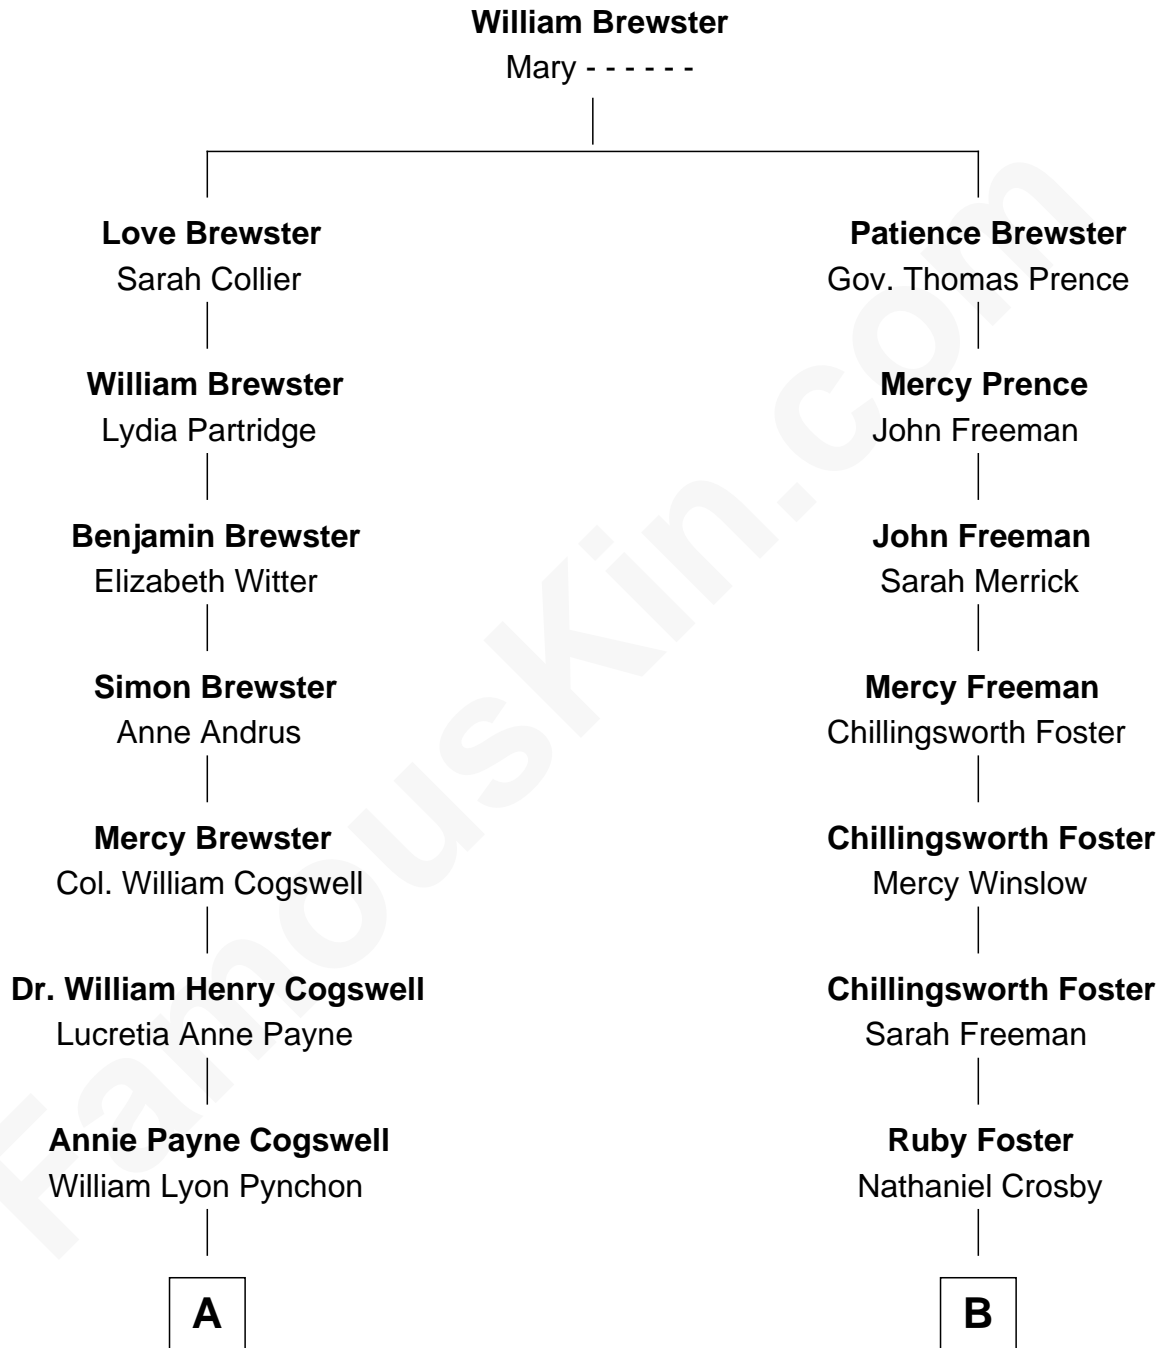 William Brewster
Mary - - - - - -
Love Brewster
Sarah Collier
Patience Brewster
Gov. Thomas Prence
William Brewster
Lydia Partridge
Mercy Prence
John Freeman
Benjamin Brewster
Elizabeth Witter
John Freeman
Sarah Merrick
Simon Brewster
Anne Andrus
Mercy Freeman
Chillingsworth Foster
Mercy Brewster
Col. William Cogswell
Chillingsworth Foster
Mercy Winslow
Dr. William Henry Cogswell
Lucretia Anne Payne
Chillingsworth Foster
Sarah Freeman
Annie Payne Cogswell
William Lyon Pynchon
Ruby Foster
Nathaniel Crosby
A
B
FamousKin.com